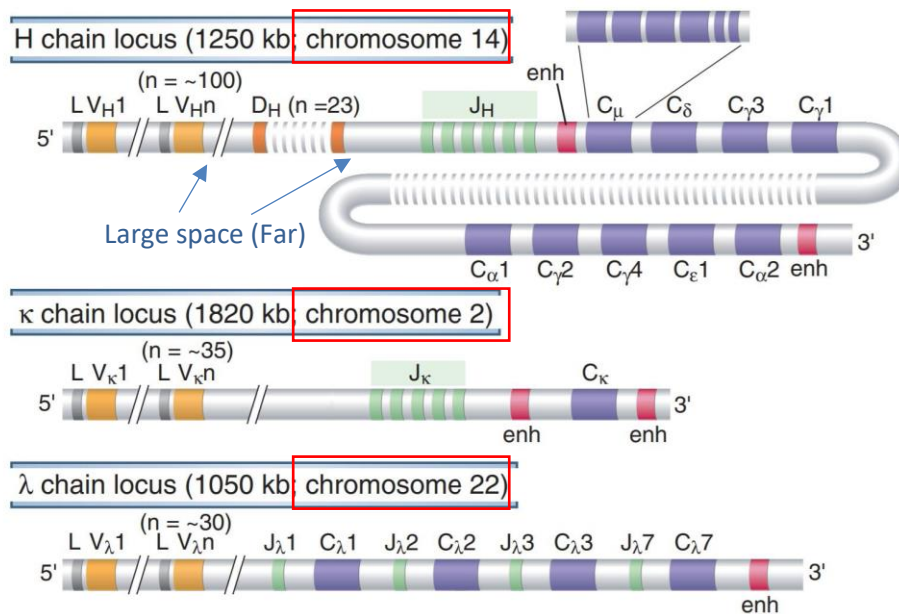 H chain locus (1250 kb; chromosome 14)
(n = ~100)
L VH1 L VHn DH (n =23) JH enh Cμ Cδ Cγ3 Cγ1
5'
Large space (Far)
3'
Cα1 Cγ2 Cγ4 Cε1 Cα2 enh
κ chain locus (1820 kb; chromosome 2)
(n = ~35)
L Vκ1 L Vκn Jκ Cκ
5' 3'
enh enh
λ chain locus (1050 kb; chromosome 22)
(n = ~30)
L Vλ1 L Vλn Jλ1 Cλ1 Jλ2 Cλ2 Jλ3 Cλ3 Jλ7 Cλ7
5' 3'
enh